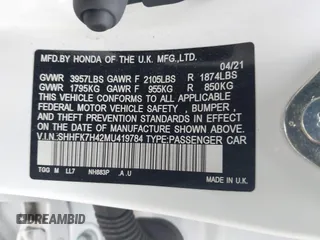 MFD.BY HONDA OF THE U.K. MFG.,LTD. 04/21
GVWR 3957LBS GAWR F 2105LBS R 1874LBS
GVWR 1795KG GAWR F 955KG R 850KG
THIS VEHICLE CONFORMS TO ALL APPLICABLE
FEDERAL MOTOR VEHICLE SAFETY , BUMPER ,
AND THEFT PREVENTION STANDARDS IN EFFECT
ON THE DATE OF MANUFACTURE SHOWN ABOVE.
V.I.N.:SHHFK7H42MU419784 TYPE:PASSENGER CAR
TGG M LL7 NH883P .A .U
MADE IN U.K.
AUTOBIDMASTER